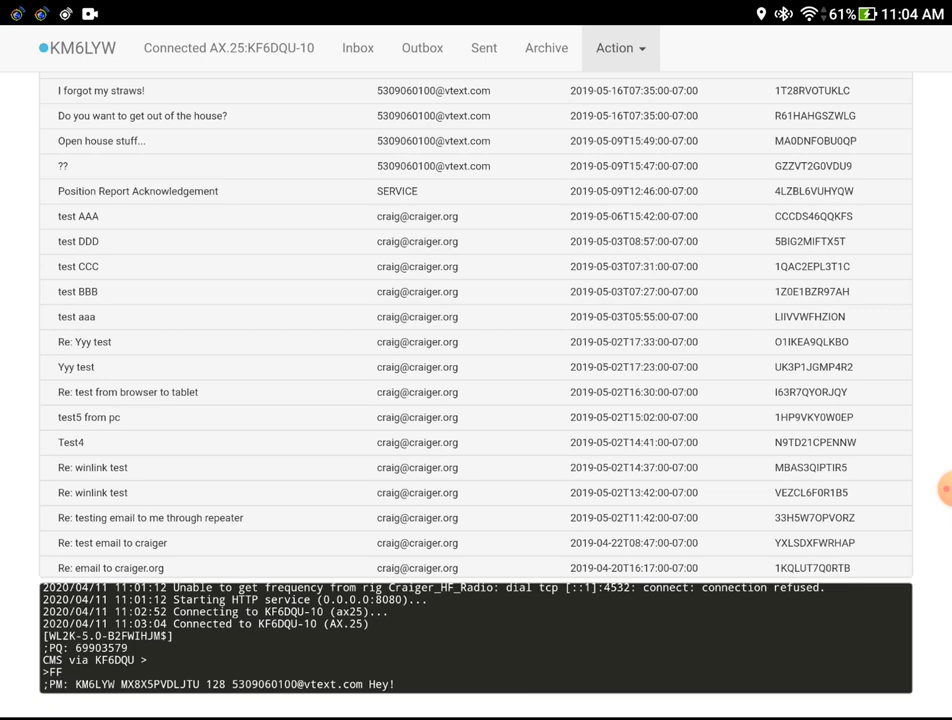 61% 11:04 AM
KM6LYW Connected AX.25:KF6DQU-10 Inbox Outbox Sent Archive Action
I forgot my straws! 5309060100@vtext.com 2019-05-16T07:35:00-07:00 1T28RVOTUKLC
Do you want to get out of the house? 5309060100@vtext.com 2019-05-16T07:35:00-07:00 R61HAHGSZWLG
Open house stuff... 5309060100@vtext.com 2019-05-09T15:49:00-07:00 MA0DNFOBU0QP
?? 5309060100@vtext.com 2019-05-09T15:47:00-07:00 GZZVT2G0VDU9
Position Report Acknowledgement SERVICE 2019-05-09T12:46:00-07:00 4LZBL6VUHYQW
test AAA craig@craiger.org 2019-05-06T15:42:00-07:00 CCCDS46QQKFS
test DDD craig@craiger.org 2019-05-03T08:57:00-07:00 5BIG2MIFTX5T
test CCC craig@craiger.org 2019-05-03T07:31:00-07:00 1QAC2EPL3T1C
test BBB craig@craiger.org 2019-05-03T07:27:00-07:00 1Z0E1BZR97AH
test aaa craig@craiger.org 2019-05-03T05:55:00-07:00 LIIVVWFHZION
Re: Yyy test craig@craiger.org 2019-05-02T17:33:00-07:00 O1IKEA9QLKBO
Yyy test craig@craiger.org 2019-05-02T17:23:00-07:00 UK3P1JGMP4R2
Re: test from browser to tablet craig@craiger.org 2019-05-02T16:30:00-07:00 I63R7QYORJQY
test5 from pc craig@craiger.org 2019-05-02T15:02:00-07:00 1HP9VKY0W0EP
Test4 craig@craiger.org 2019-05-02T14:41:00-07:00 N9TD21CPENNW
Re: winlink test craig@craiger.org 2019-05-02T14:37:00-07:00 MBAS3QIPTIR5
Re: winlink test craig@craiger.org 2019-05-02T13:42:00-07:00 VEZCL6F0R1B5
Re: testing email to me through repeater craig@craiger.org 2019-05-02T11:42:00-07:00 33H5W7OPVORZ
Re: test email to craiger craig@craiger.org 2019-04-22T08:47:00-07:00 YXLSDXFWRHAP
Re: email to craiger.org craig@craiger.org 2019-04-20T16:17:00-07:00 1KQLUT7Q0RTB
2020/04/11 11:01:12 Unable to get frequency from rig Craiger_HF_Radio: dial tcp [::1]:4532: connect: connection refused.
2020/04/11 11:01:12 Starting HTTP service (0.0.0.0:8080)...
2020/04/11 11:02:52 Connecting to KF6DQU-10 (ax25)...
2020/04/11 11:03:04 Connected to KF6DQU-10 (AX.25)
[WL2K-5.0-B2FWIHJM$]
;PQ: 69903579
CMS via KF6DQU >
>FF
;PM: KM6LYW MX8X5PVDLJTU 128 5309060100@vtext.com Hey!